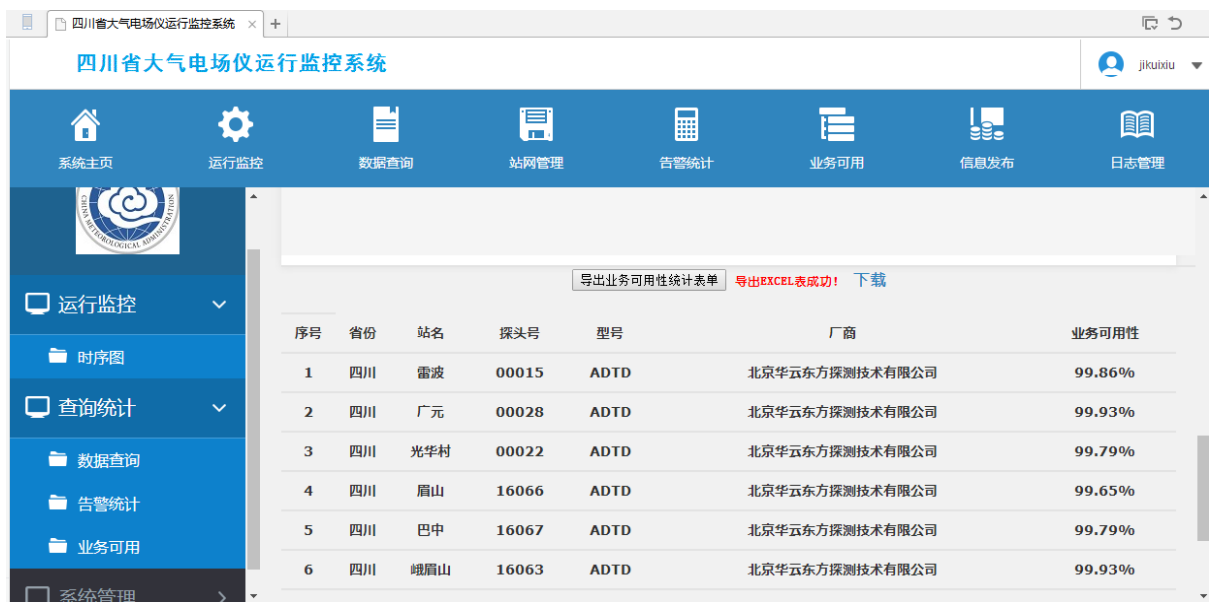 四川省大气电场仪运行监控系统 × +
四川省大气电场仪运行监控系统
jikuixiu
系统主页 运行监控 数据查询 站网管理 告警统计 业务可用 信息发布 日志管理
CHINA METEOROLOGICAL ADMINISTRATION
运行监控
时序图
查询统计
数据查询
告警统计
业务可用
系统管理
导出业务可用性统计表单 导出EXCEL表成功! 下载
序号 省份 站名 探头号 型号 厂商 业务可用性
1 四川 雷波 00015 ADTD 北京华云东方探测技术有限公司 99.86%
2 四川 广元 00028 ADTD 北京华云东方探测技术有限公司 99.93%
3 四川 光华村 00022 ADTD 北京华云东方探测技术有限公司 99.79%
4 四川 眉山 16066 ADTD 北京华云东方探测技术有限公司 99.65%
5 四川 巴中 16067 ADTD 北京华云东方探测技术有限公司 99.79%
6 四川 峨眉山 16063 ADTD 北京华云东方探测技术有限公司 99.93%